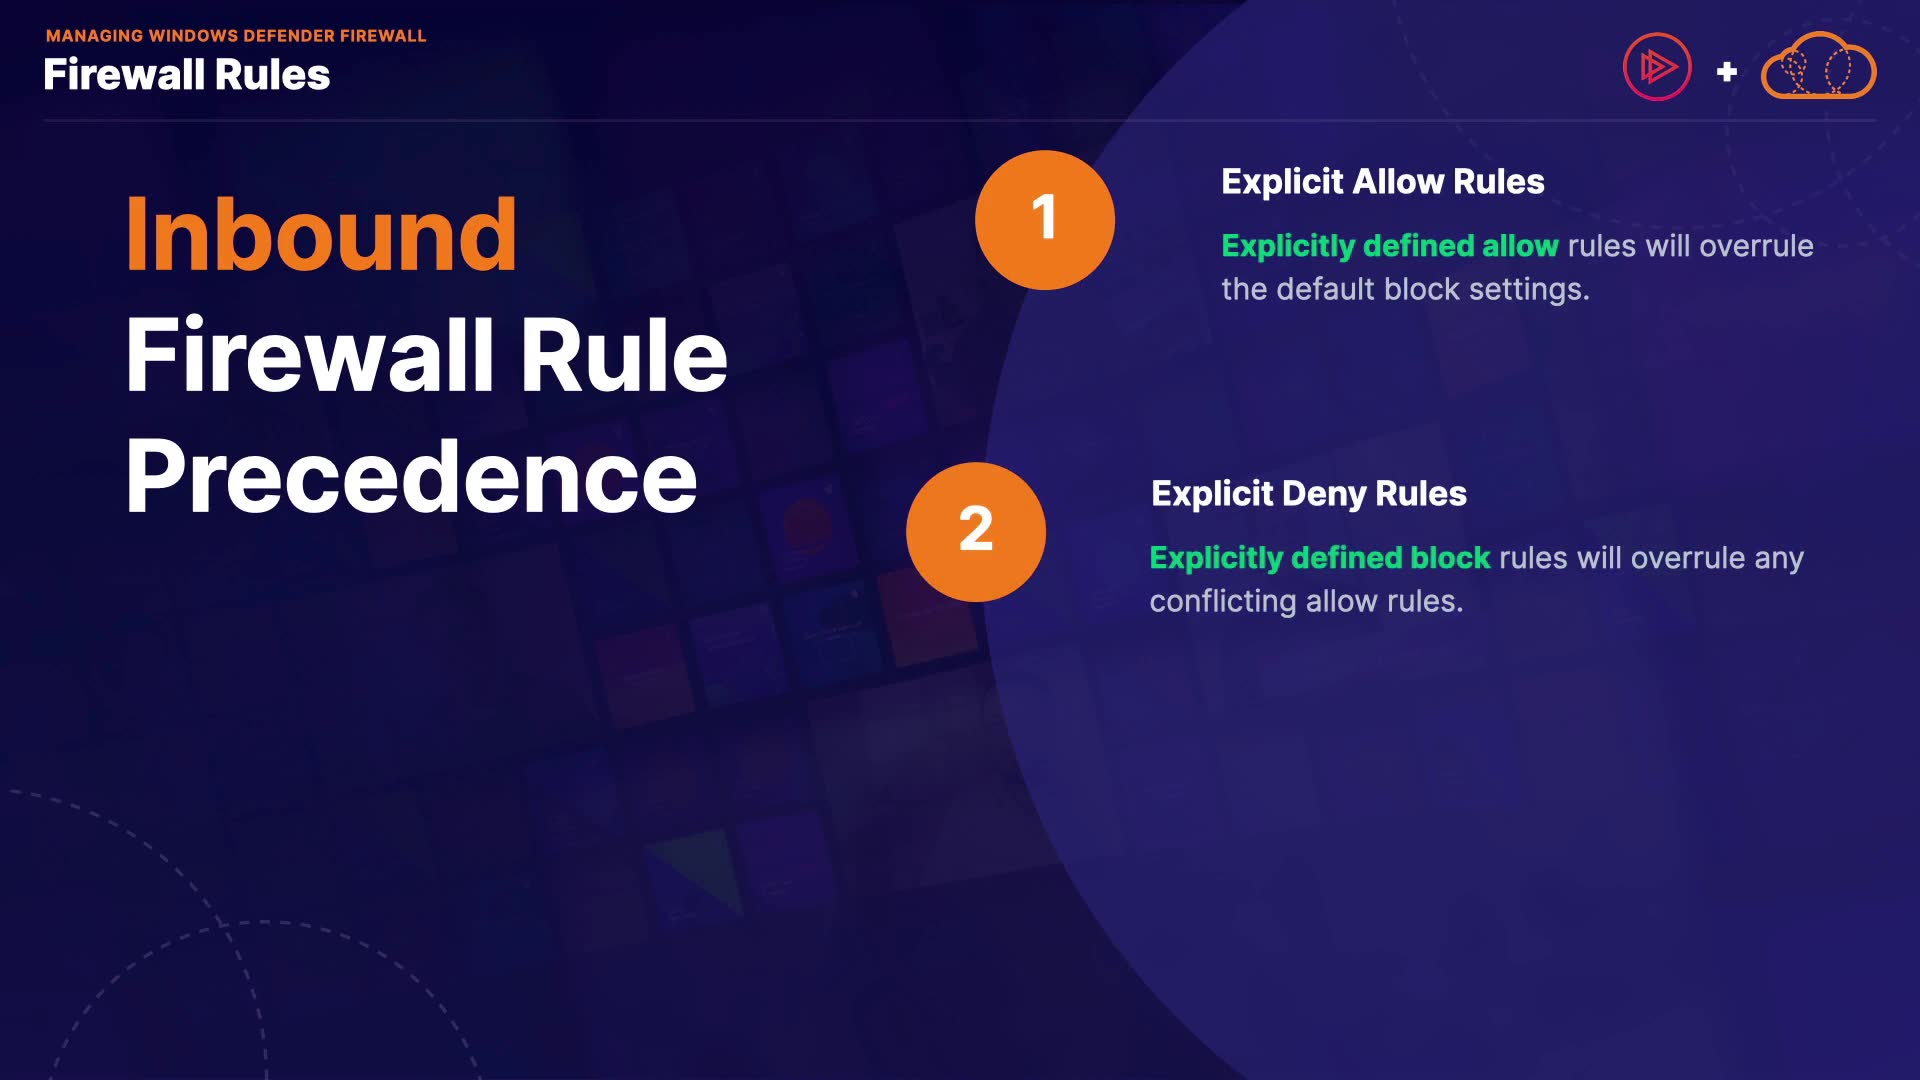 MANAGING WINDOWS DEFENDER FIREWALL
Firewall Rules
Inbound
Firewall Rule
Precedence
1
Explicit Allow Rules
Explicitly defined allow rules will overrule
the default block settings.
2
Explicit Deny Rules
Explicitly defined block rules will overrule any
conflicting allow rules.